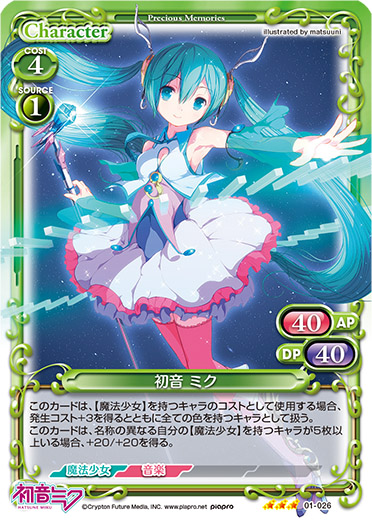 Precious Memories
Character
illustrated by matsuuni
COST
4
SOURCE
1
40 AP
DP 40
初音 ミク
このカードは、【魔法少女】を持つキャラのコストとして使用する場合、
発生コスト+3を得るとともに全ての色を持つキャラとして扱う。
このカードは、名称の異なる自分の【魔法少女】を持つキャラが5枚以
上いる場合、+20/+20を得る。
魔法少女 音楽
初音ミク
HATSUNE MIKU
©Crypton Future Media, INC. www.piapro.net piapro
★★★ 01-026